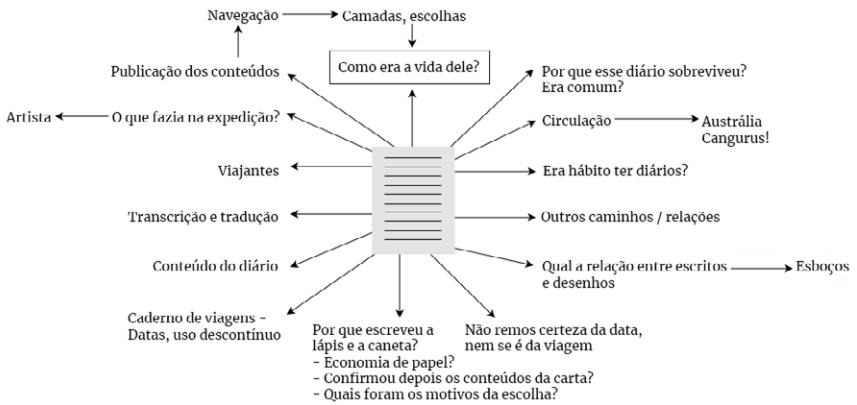 Navegação
Camadas, escolhas
Publicação dos conteúdos
Como era a vida dele?
Por que esse diário sobreviveu?
Era comum?
Artista
O que fazia na expedição?
Circulação
Austrália
Cangurus!
Viajantes
Era hábito ter diários?
Transcrição e tradução
Outros caminhos / relações
Conteúdo do diário
Qual a relação entre escritos
e desenhos
Esboços
Caderno de viagens -
Datas, uso descontínuo
Por que escreveu a
lápis e a caneta?
- Economia de papel?
- Confirmou depois os conteúdos da carta?
- Quais foram os motivos da escolha?
Não remos certeza da data,
nem se é da viagem